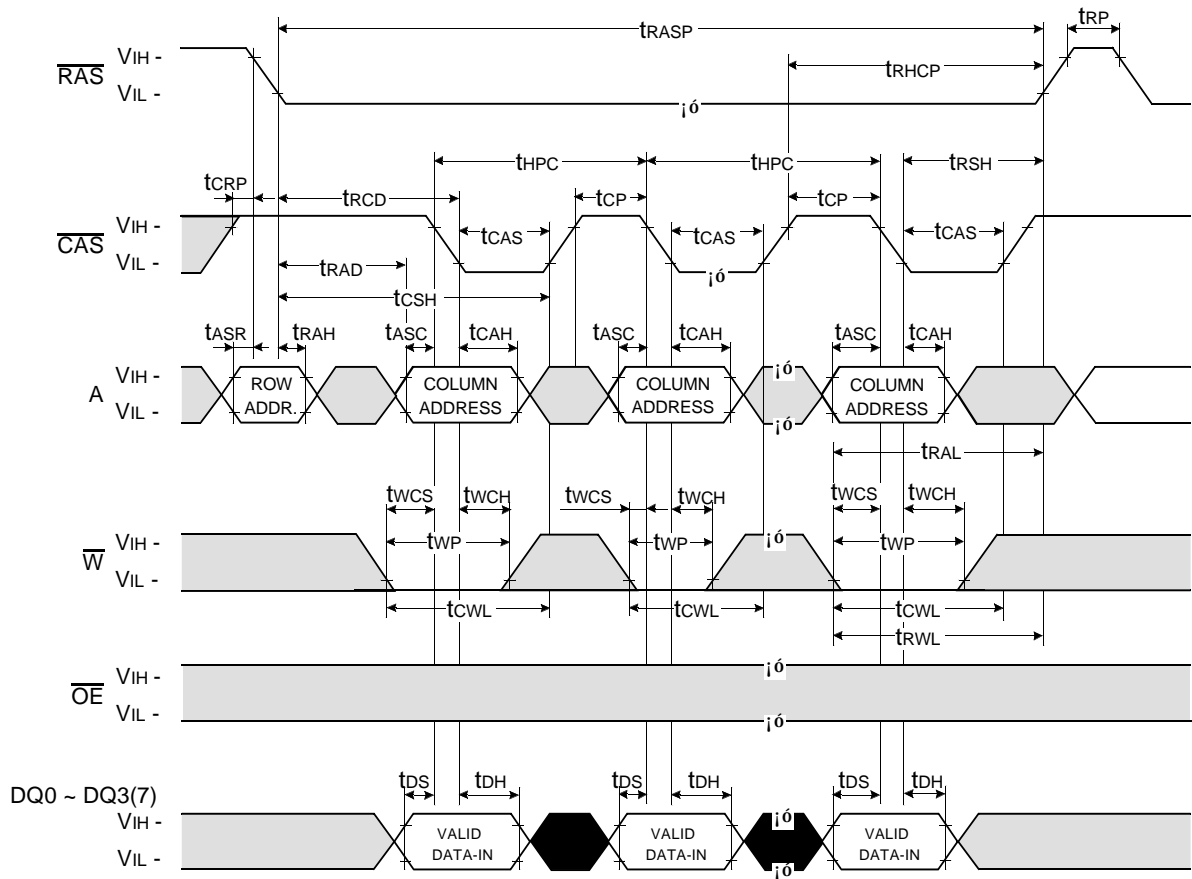 tRASP
tRP
VIH -
RAS
VIL -
tRHCP
¡ó
tHPC
tHPC
tRSH
tCRP
tRCD
tCP
tCP
VIH -
CAS
VIL -
tCAS
tCAS
tCAS
¡ó
tRAD
tCSH
tASR
tRAH
tASC
tCAH
tASC
tCAH
tASC
tCAH
VIH -
A
VIL -
ROW
ADDR.
COLUMN
ADDRESS
COLUMN
ADDRESS
¡ó
¡ó
COLUMN
ADDRESS
tRAL
tWCS
tWCH
tWCS
tWCH
tWCS
tWCH
VIH -
W
VIL -
tWP
tWP
¡ó
tWP
tCWL
tCWL
tCWL
tRWL
VIH -
OE
VIL -
¡ó
¡ó
tDS
tDH
tDS
tDH
tDS
tDH
DQ0 ~ DQ3(7)
VIH -
VIL -
VALID
DATA-IN
VALID
DATA-IN
¡ó
¡ó
VALID
DATA-IN